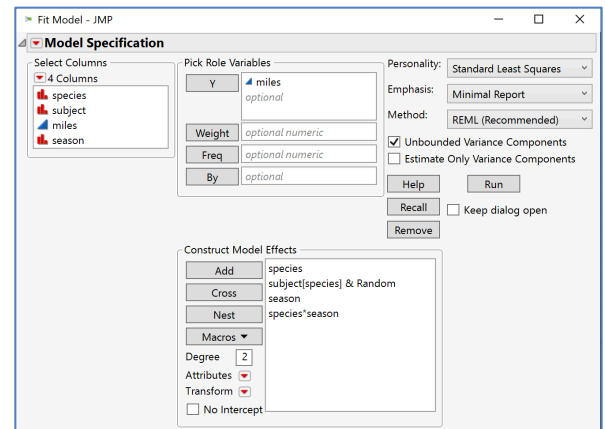 Fit Model - JMP
Model Specification
Select Columns
4 Columns
species
subject
miles
season
Pick Role Variables
Y
miles
optional
Weight
optional numeric
Freq
optional numeric
By
optional
Personality:
Standard Least Squares
Emphasis:
Minimal Report
Method:
REML (Recommended)
Unbounded Variance Components
Estimate Only Variance Components
Help
Run
Recall
Keep dialog open
Remove
Construct Model Effects
Add
Cross
Nest
Macros
Degree
2
Attributes
Transform
No Intercept
species
subject[species] & Random
season
species*season